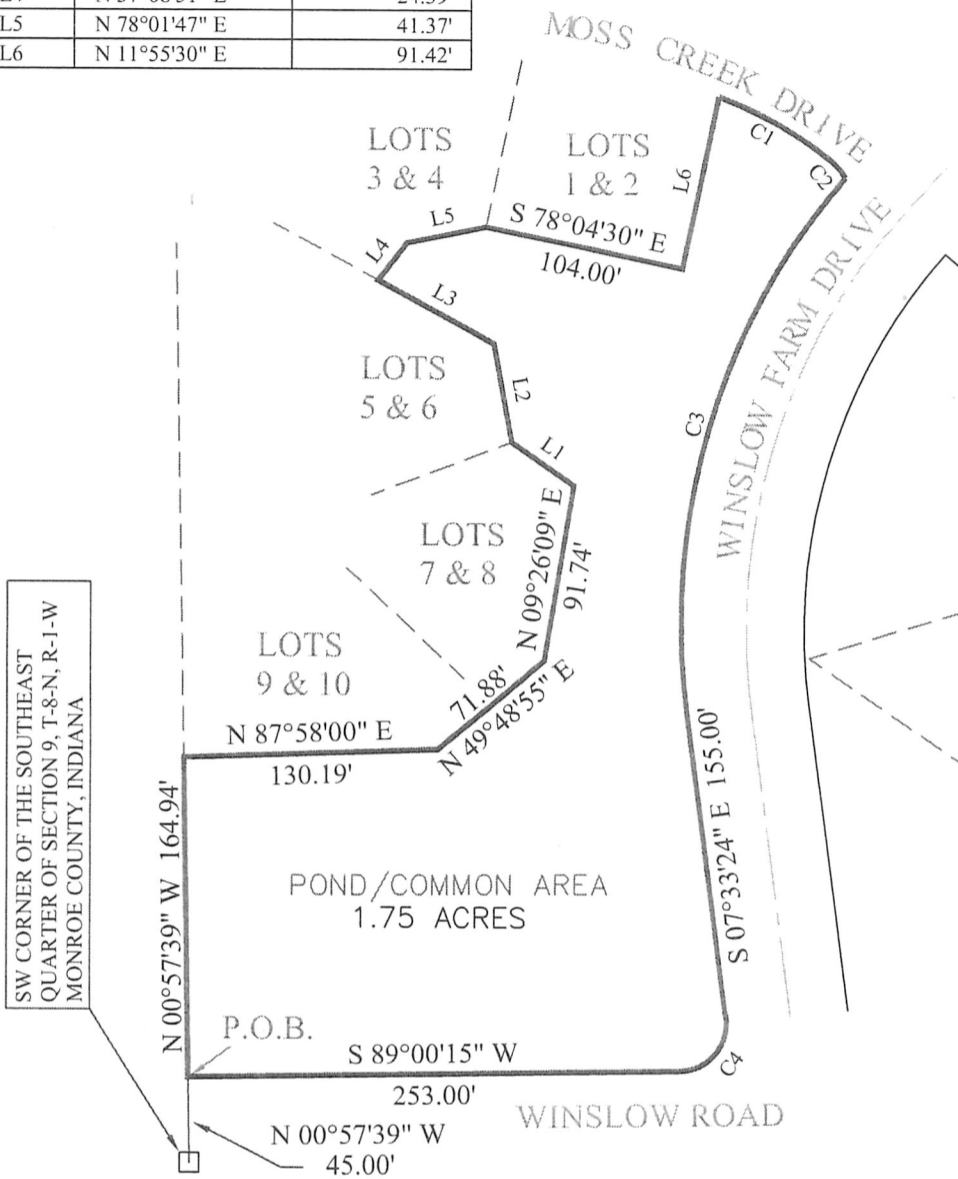 L5 N 78°01'47" E 41.37'
L6 N 11°55'30" E 91.42'
MOSS CREEK DRIVE
C1
C2
LOTS
3 & 4
LOTS
1 & 2
L6
L5
S 78°04'30" E
104.00'
L4
L3
WINSLOW FARM DRIVE
LOTS
5 & 6
L2
C3
L1
LOTS
7 & 8
N 09°26'09" E
91.74'
LOTS
9 & 10
71.88'
N 49°48'55" E
N 87°58'00" E
130.19'
SW CORNER OF THE SOUTHEAST
QUARTER OF SECTION 9, T-8-N, R-1-W
MONROE COUNTY, INDIANA
N 00°57'39" W 164.94'
POND/COMMON AREA
1.75 ACRES
S 07°33'24" E 155.00'
P.O.B.
S 89°00'15" W
253.00'
C4
WINSLOW ROAD
N 00°57'39" W
45.00'